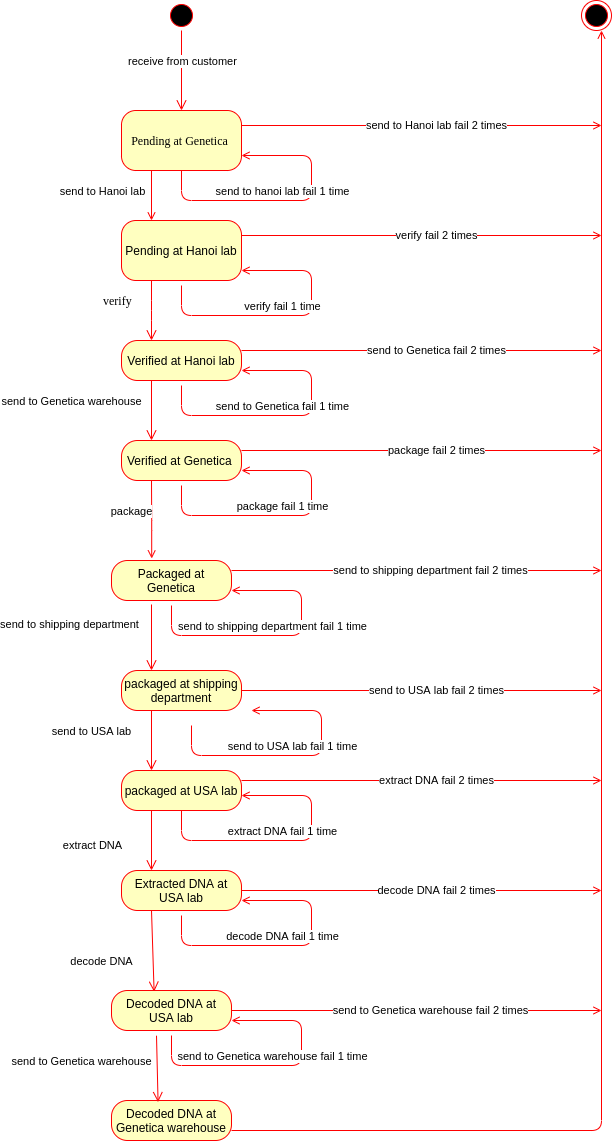 receive from customer
Pending at Genetica
send to Hanoi lab fail 2 times
send to Hanoi lab
send to hanoi lab fail 1 time
Pending at Hanoi lab
verify fail 2 times
verify
verify fail 1 time
Verified at Hanoi lab
send to Genetica fail 2 times
send to Genetica warehouse
send to Genetica fail 1 time
Verified at Genetica
package fail 2 times
package
package fail 1 time
Packaged at
Genetica
send to shipping department fail 2 times
send to shipping department
send to shipping department fail 1 time
packaged at shipping
department
send to USA lab fail 2 times
send to USA lab
send to USA lab fail 1 time
packaged at USA lab
extract DNA fail 2 times
extract DNA
extract DNA fail 1 time
Extracted DNA at
USA lab
decode DNA fail 2 times
decode DNA
decode DNA fail 1 time
Decoded DNA at
USA lab
send to Genetica warehouse fail 2 times
send to Genetica warehouse
send to Genetica warehouse fail 1 time
Decoded DNA at
Genetica warehouse